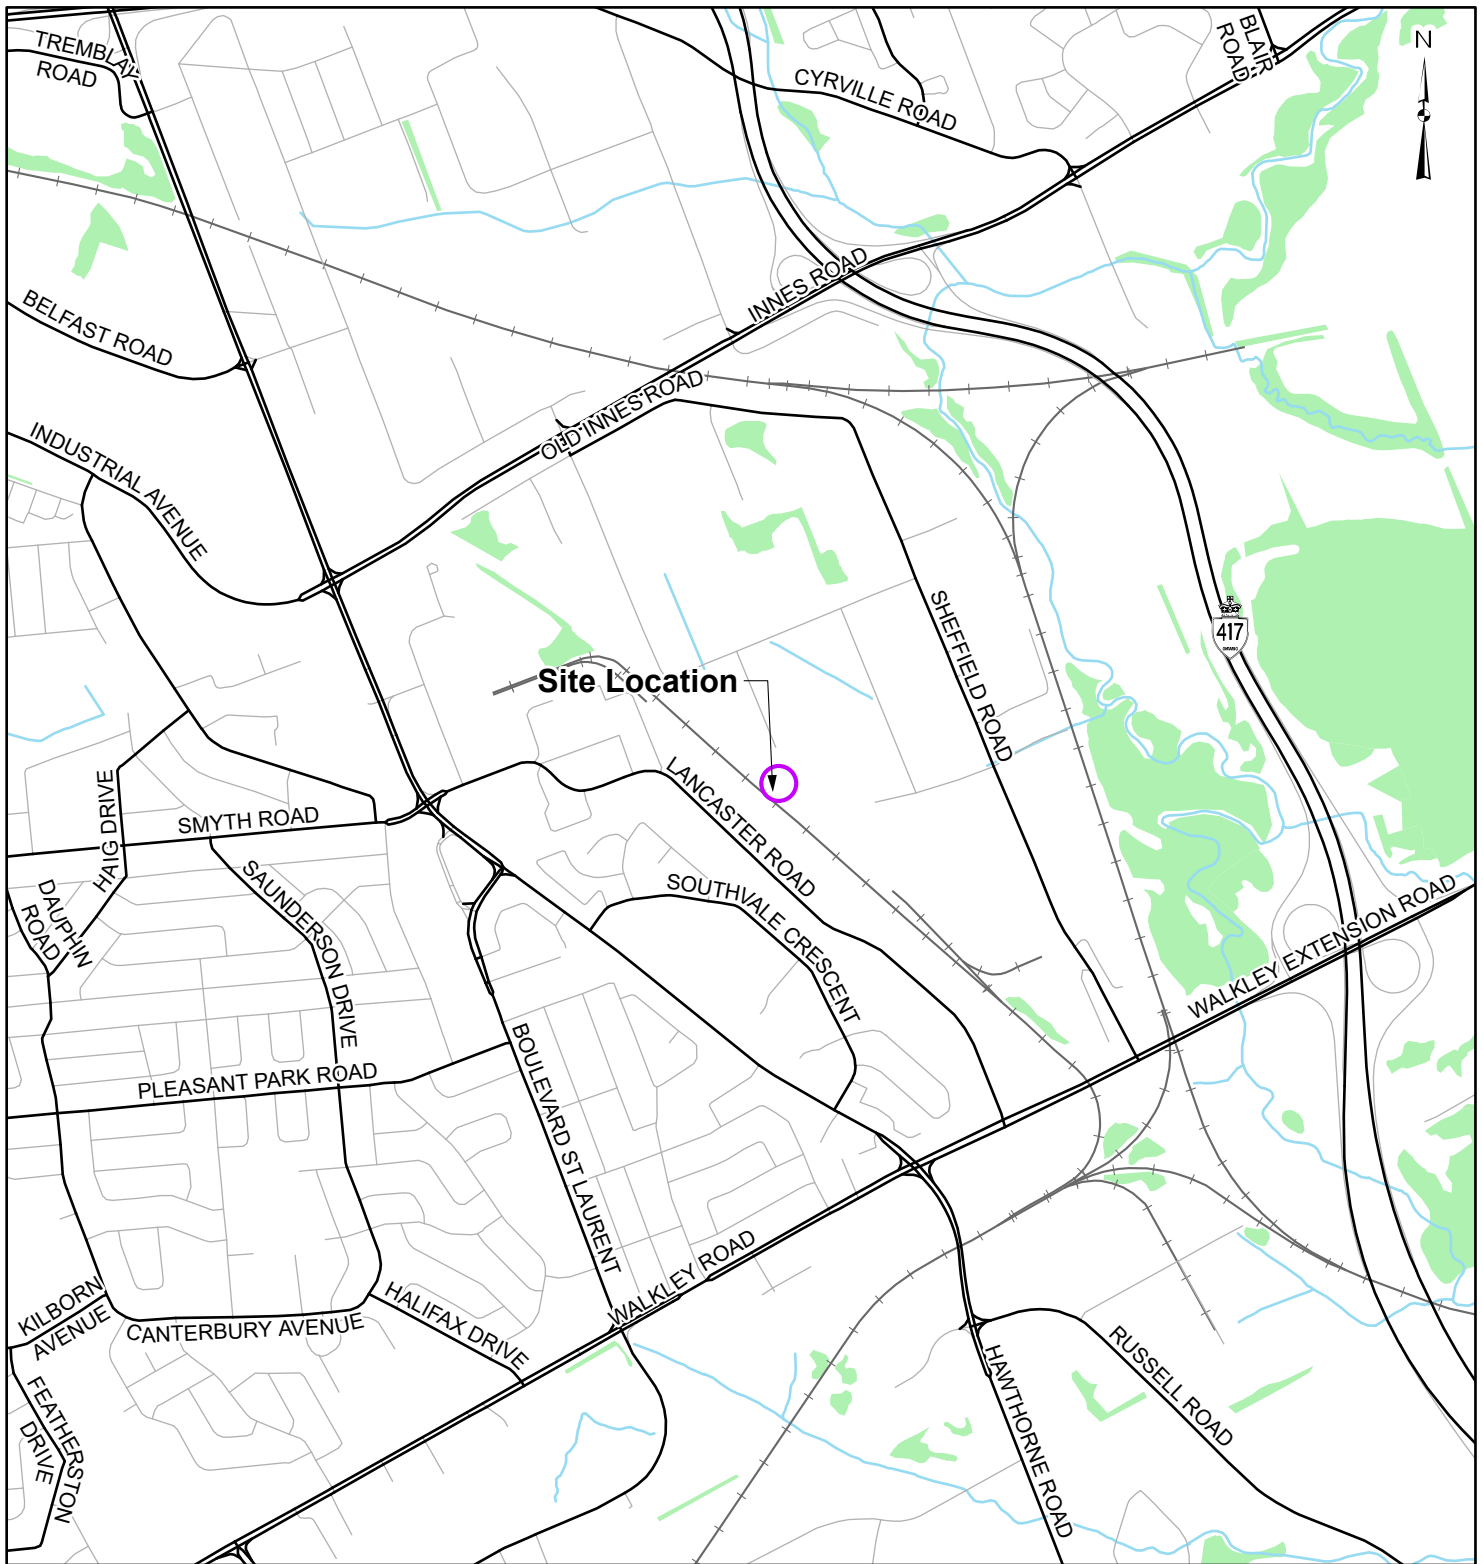 TREMBLAY
ROAD
BLAIR
ROAD
N
CYRVILLE ROAD
INNES ROAD
BELFAST ROAD
OLD INNES ROAD
INDUSTRIAL AVENUE
SHEFFIELD ROAD
417
ONTARIO
Site Location
LANCASTER ROAD
HAIG DRIVE
SMYTH ROAD
SAUNDERSON DRIVE
DAUPHIN
ROAD
SOUTHVALE CRESCENT
WALKLEY EXTENSION ROAD
BOULEVARD ST LAURENT
PLEASANT PARK ROAD
WALKLEY ROAD
KILBORN
AVENUE
CANTERBURY AVENUE
HALIFAX DRIVE
FEATHERSTON
DRIVE
HAWTHORNE ROAD
RUSSELL ROAD